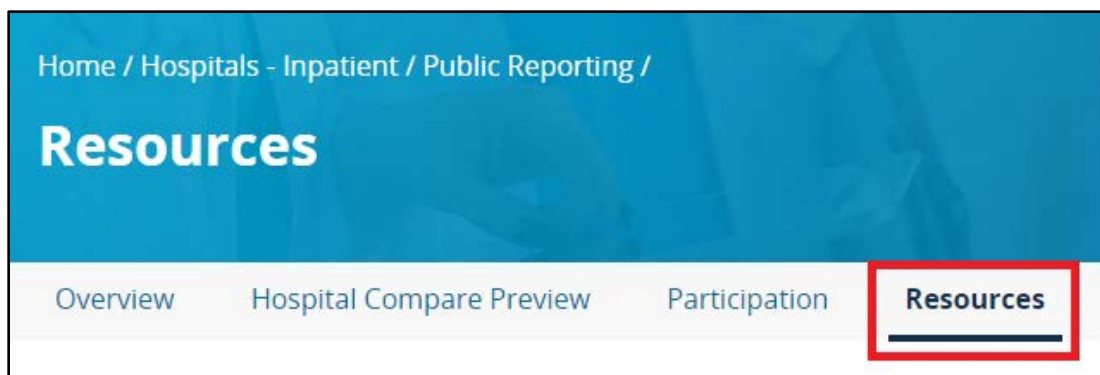 Home / Hospitals - Inpatient / Public Reporting /
Resources
Overview Hospital Compare Preview Participation Resources